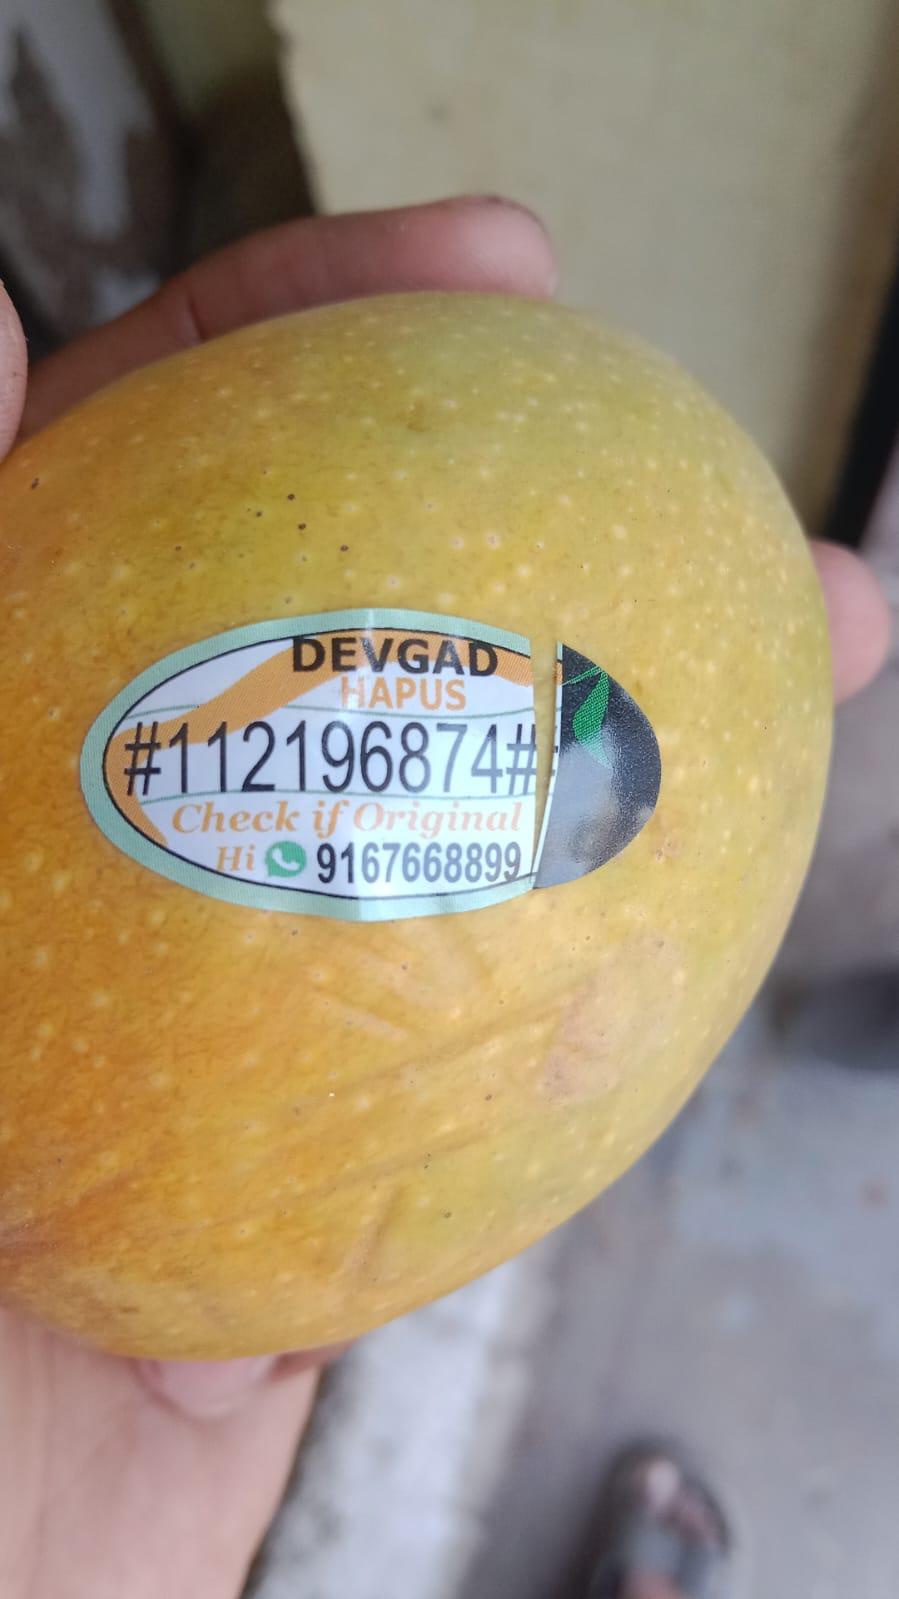 DEVGAD
HAPUS
#112196874#
Check if Original
Hi 9167668899